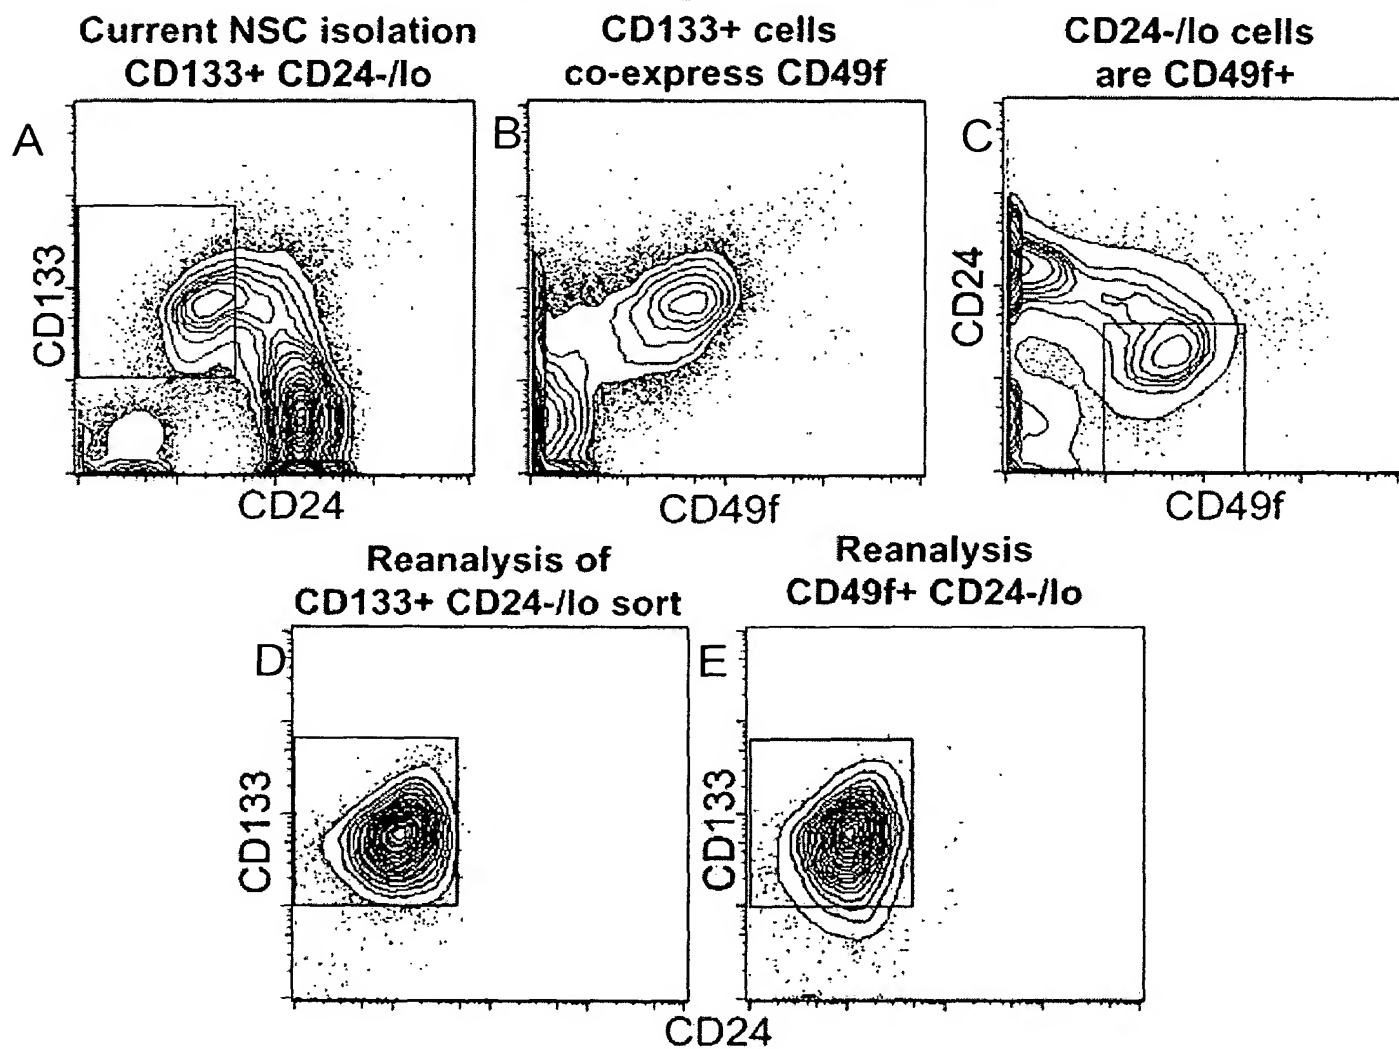 Current NSC isolation
CD133+ CD24-/lo
CD133+ cells
co-express CD49f
CD24-/lo cells
are CD49f+
A
B
C
CD133
CD24
CD24
CD49f
CD49f
Reanalysis of
CD133+ CD24-/lo sort
Reanalysis
CD49f+ CD24-/lo
D
E
CD133
CD133
CD24